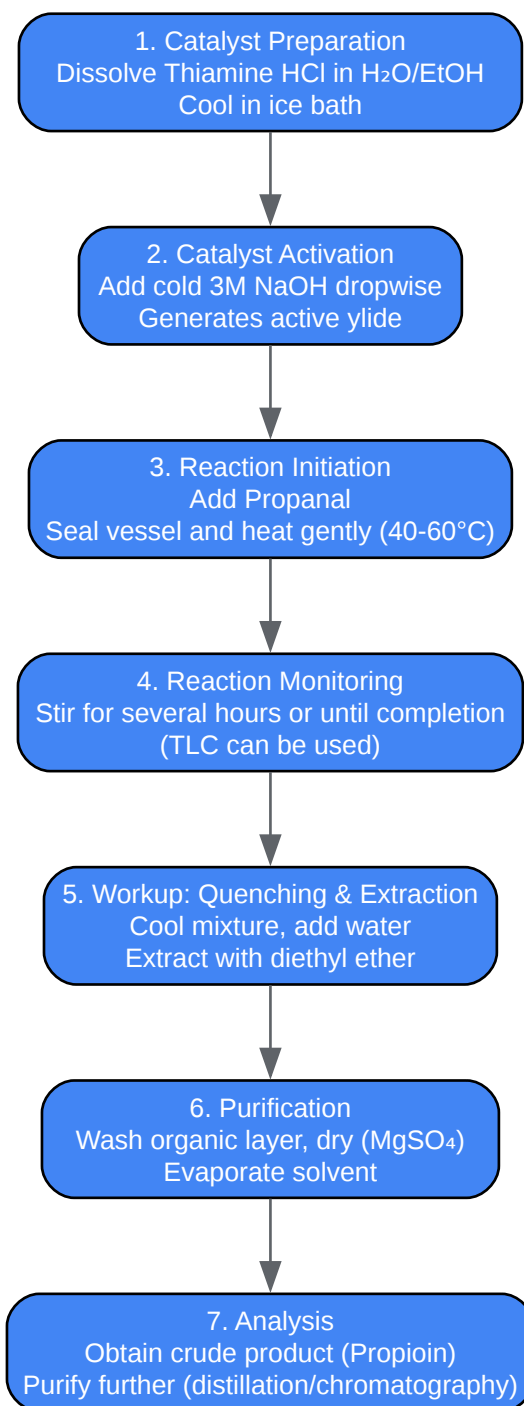 1. Catalyst Preparation
Dissolve Thiamine HCl in H₂O/EtOH
Cool in ice bath
2. Catalyst Activation
Add cold 3M NaOH dropwise
Generates active ylide
3. Reaction Initiation
Add Propanal
Seal vessel and heat gently (40-60°C)
4. Reaction Monitoring
Stir for several hours or until completion
(TLC can be used)
5. Workup: Quenching & Extraction
Cool mixture, add water
Extract with diethyl ether
6. Purification
Wash organic layer, dry (MgSO₄)
Evaporate solvent
7. Analysis
Obtain crude product (Propioin)
Purify further (distillation/chromatography)